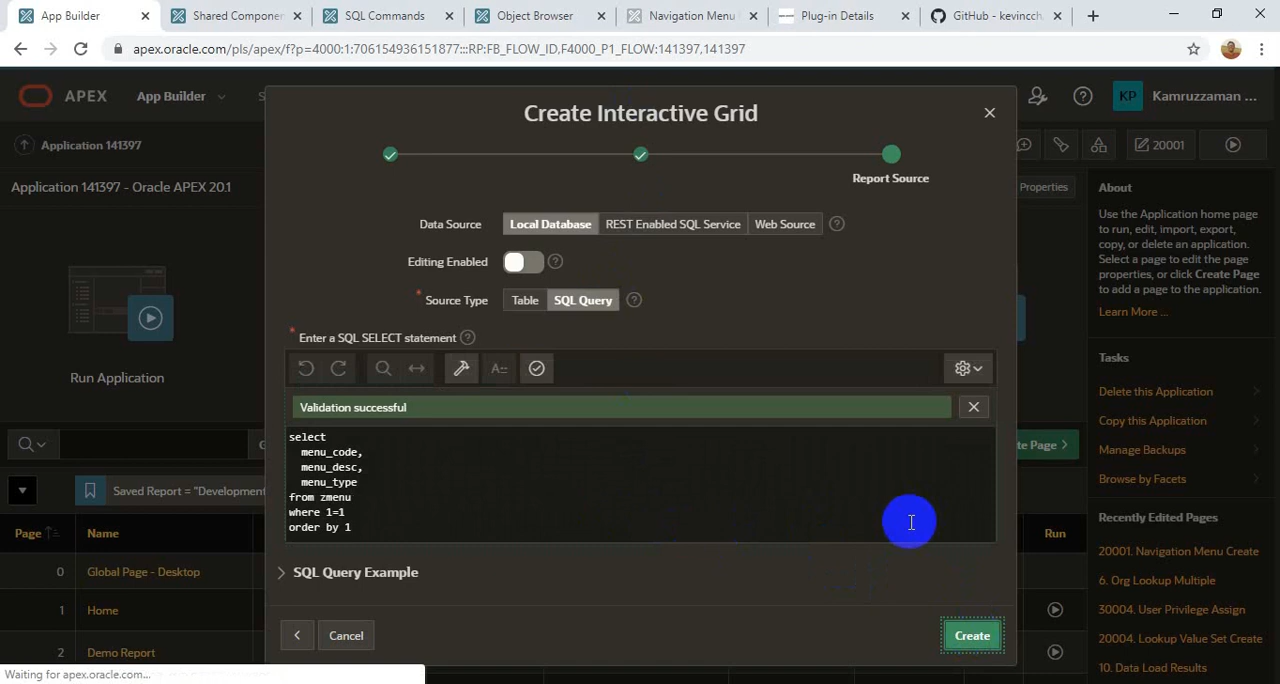 App Builder
Shared Componer
SQL Commands
Object Browser
Navigation Menu
Plug-in Details
GitHub - kevincch
apex.oracle.com/pls/apex/f?p=4000:1:706154936151877:::RP:FB_FLOW_ID,F4000_P1_FLOW:141397,141397
APEX
App Builder
S
KP
Kamruzzaman ...
Application 141397
20001
Application 141397 - Oracle APEX 20.1
Properties
Run Application
Create Interactive Grid
Report Source
Data Source
Local Database
REST Enabled SQL Service
Web Source
Editing Enabled
* Source Type
Table
SQL Query
* Enter a SQL SELECT statement
Validation successful
select
menu_code,
menu_desc,
menu_type
from zmenu
where 1=1
order by 1
SQL Query Example
Cancel
Create
About
Use the Application home page
to run, edit, import, export,
copy, or delete an application.
Select a page to edit the page
properties, or click Create Page
to add a page to the application.
Learn More ...
Tasks
Delete this Application
Copy this Application
Manage Backups
Browse by Facets
Recently Edited Pages
20001. Navigation Menu Create
6. Org Lookup Multiple
30004. User Privilege Assign
20004. Lookup Value Set Create
10. Data Load Results
G
te Page >
Saved Report = "Development
Page
Name
Run
0
Global Page - Desktop
1
Home
2
Demo Report
Waiting for apex.oracle.com...